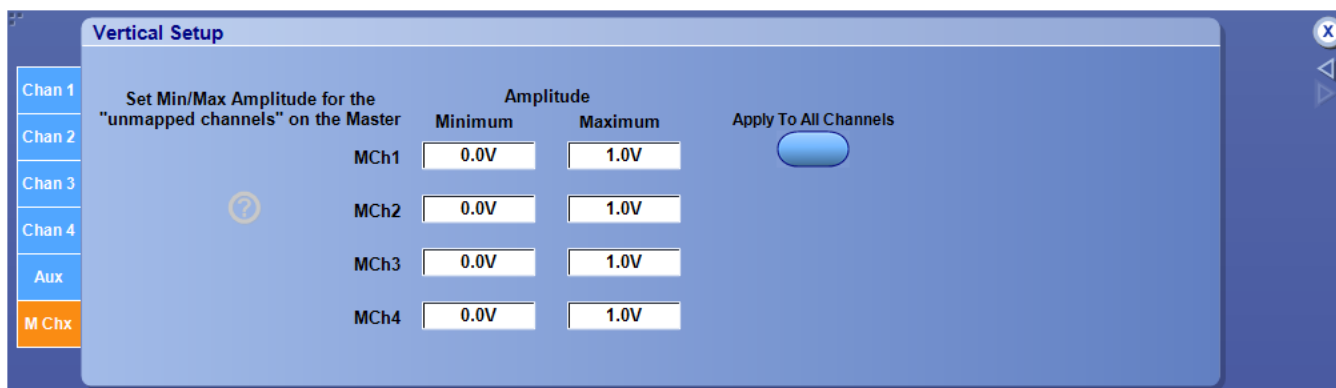 Vertical Setup
X
Chan 1
Chan 2
Chan 3
Chan 4
Aux
M Chx
Set Min/Max Amplitude for the
"unmapped channels" on the Master
Amplitude
Minimum Maximum
Apply To All Channels
MCh1 0.0V 1.0V
?
MCh2 0.0V 1.0V
MCh3 0.0V 1.0V
MCh4 0.0V 1.0V